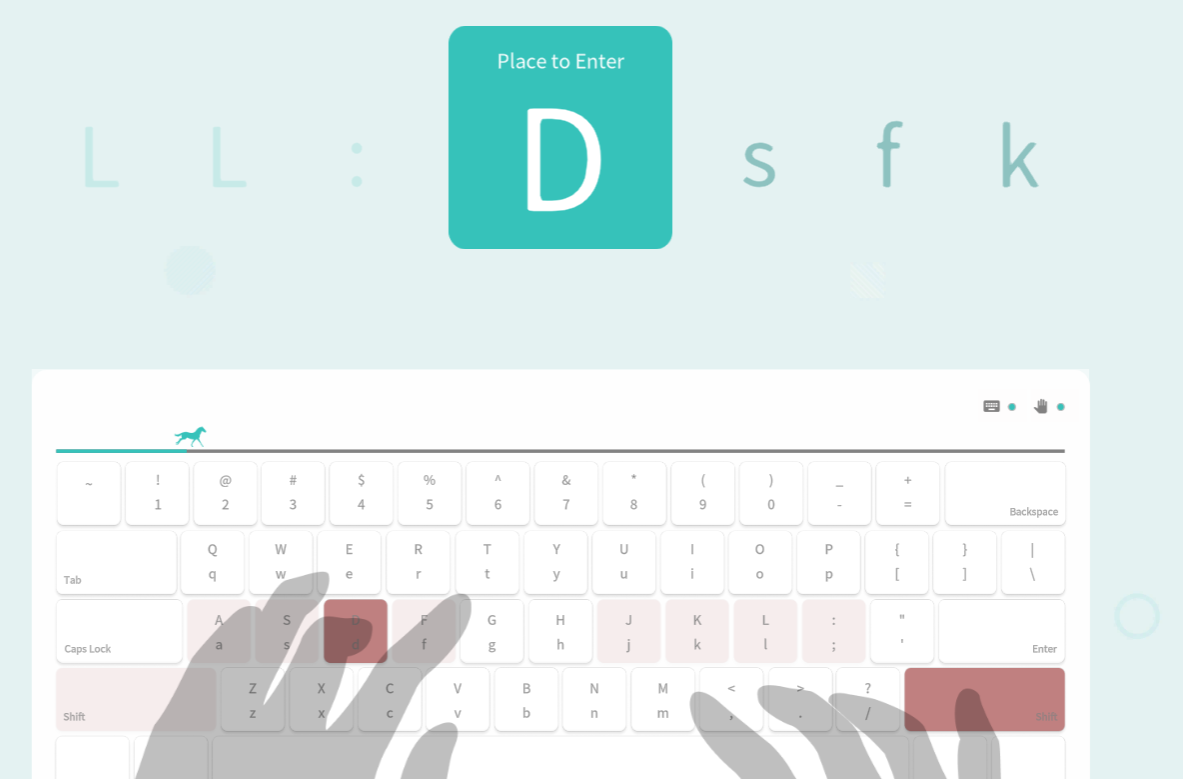 Place to Enter
L L : D s f k
~ ! @ # $ % ^ & * ( ) _ +
1 2 3 4 5 6 7 8 9 0 - = Backspace
Q W E R T Y U I O P { } |
Tab q w e r t y u i o p [ ] \
A S D F G H J K L : "
Caps Lock a s d f g h j k l ; ' Enter
Z X C V B N M < > ?
Shift z x c v b n m , . / Shift